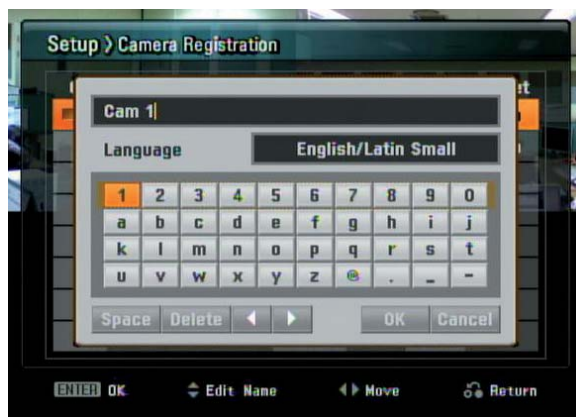 Setup > Camera Registration
Cam 1
Language English/Latin Small
1 2 3 4 5 6 7 8 9 0
a b c d e f g h i j
k l m n o p q r s t
u v w x y z @ . _ -
Space Delete OK Cancel
ENTER OK Edit Name Move Return